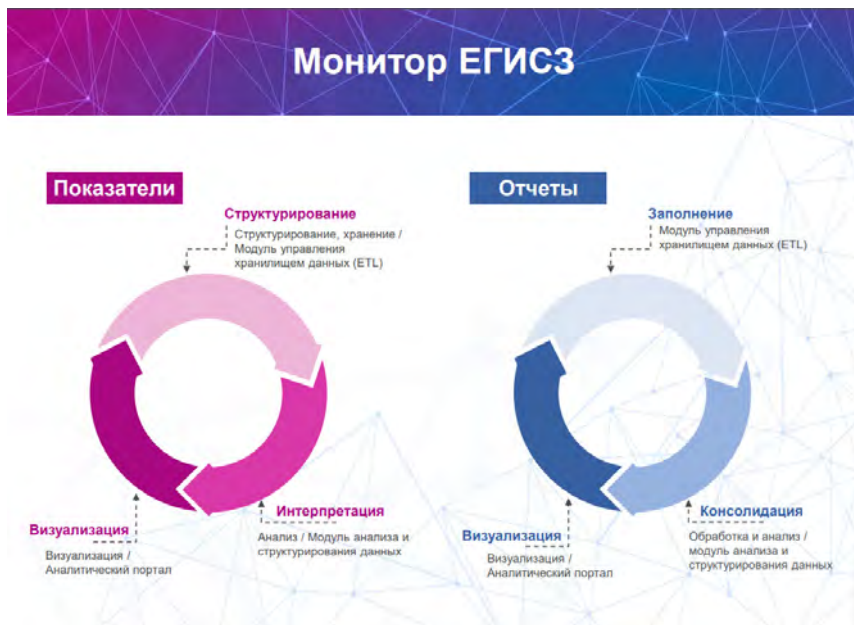 Монитор ЕГИСЗ
Показатели
Структурирование
Структурирование, хранение /
Модуль управления
хранилищем данных (ETL)
Интерпретация
Анализ / Модуль анализа и
структурирования данных
Визуализация
Визуализация /
Аналитический портал
Отчеты
Заполнение
Модуль управления
хранилищем данных (ETL)
Консолидация
Обработка и анализ /
модуль анализа и
структурирования данных
Визуализация
Визуализация /
Аналитический портал